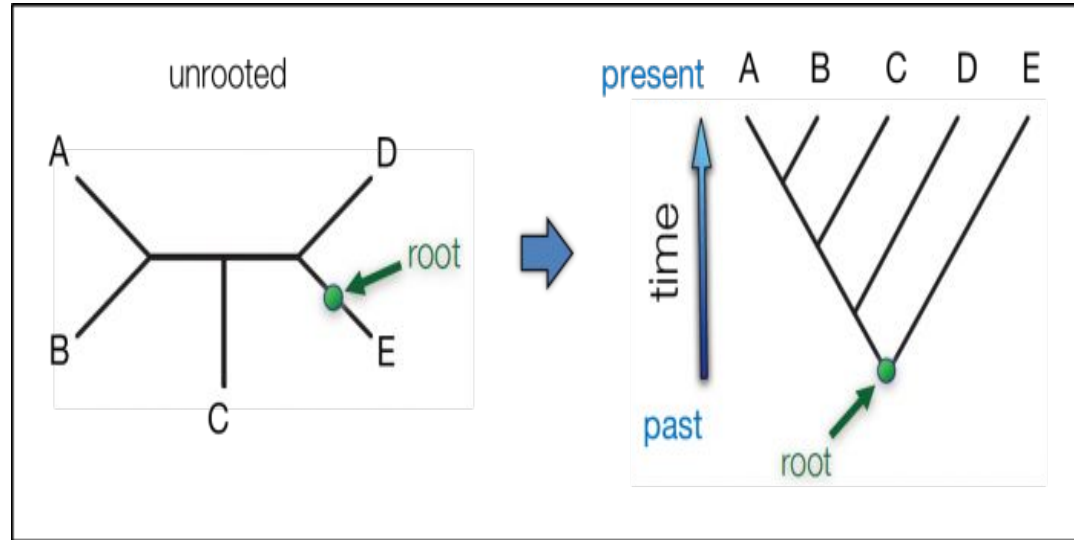 unrooted
A
D
root
B
E
C
present A B C D E
time
past
root